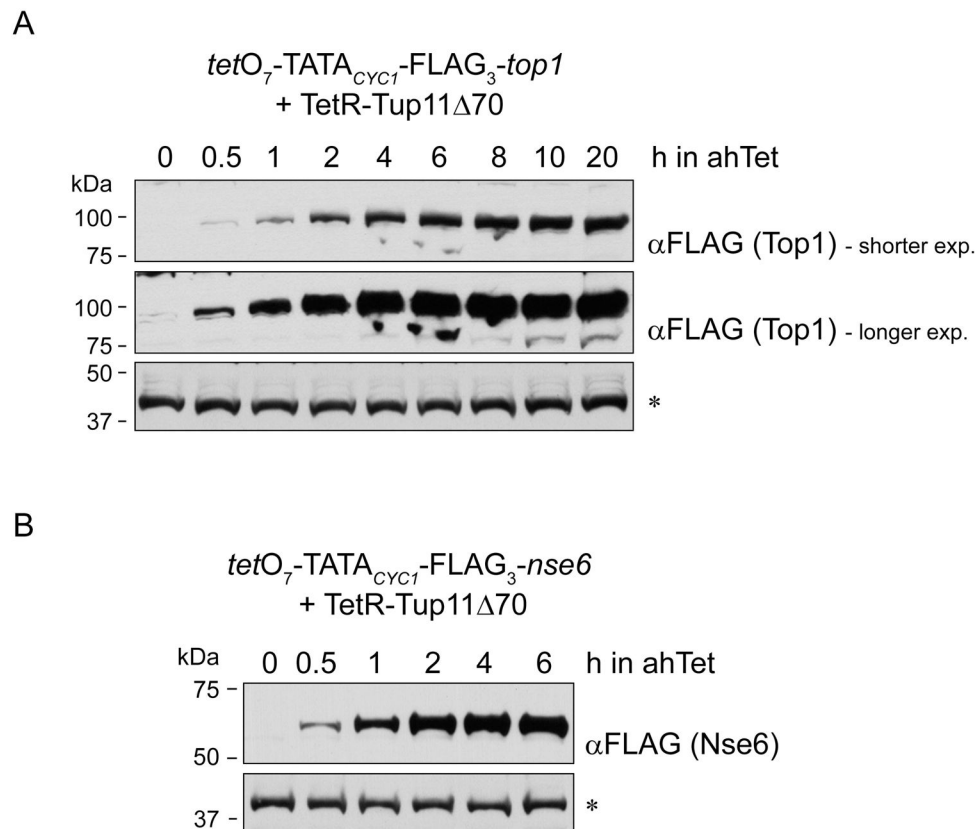 A
tetO₇-TATA_CYC1-FLAG₃-top1
+ TetR-Tup11Δ70
0 0.5 1 2 4 6 8 10 20 h in ahTet
kDa
100
75
αFLAG (Top1) - shorter exp.
100
75
αFLAG (Top1) - longer exp.
50
37
*
B
tetO₇-TATA_CYC1-FLAG₃-nse6
+ TetR-Tup11Δ70
kDa 0 0.5 1 2 4 6 h in ahTet
75
50
αFLAG (Nse6)
37
*